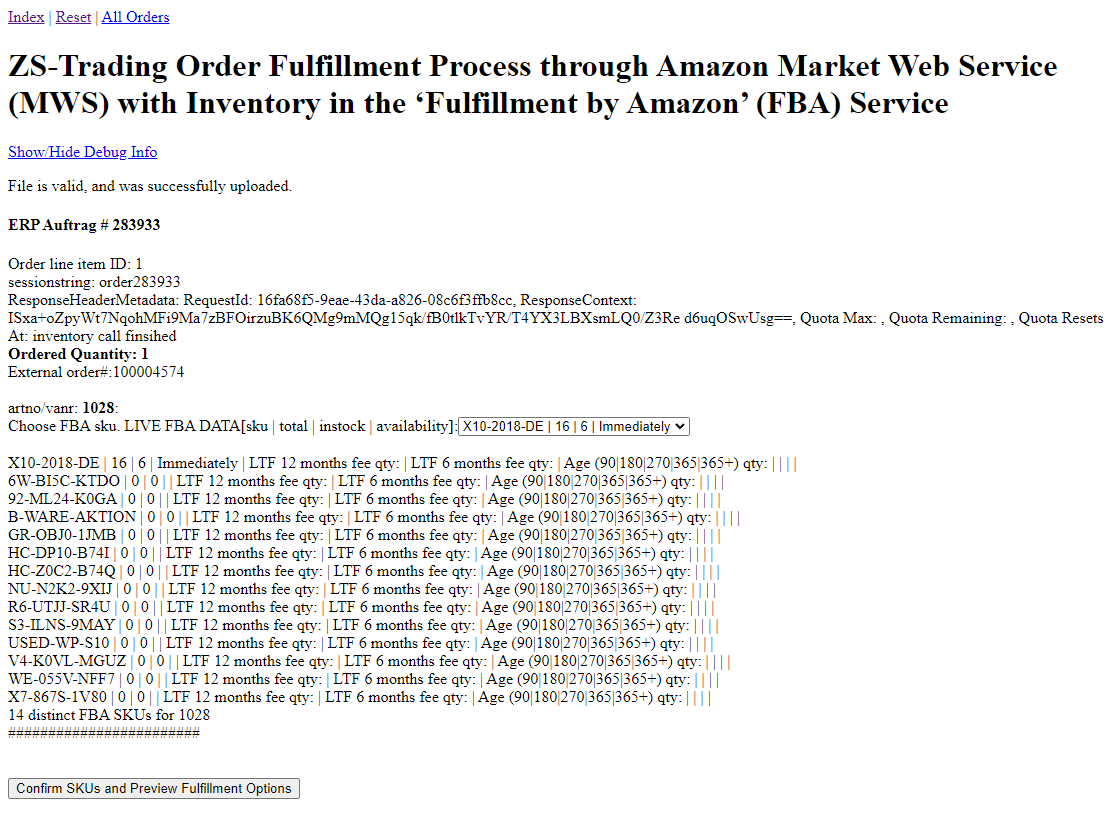 Index | Reset | All Orders
ZS-Trading Order Fulfillment Process through Amazon Market Web Service
(MWS) with Inventory in the ‘Fulfillment by Amazon’ (FBA) Service
Show/Hide Debug Info
File is valid, and was successfully uploaded.
ERP Auftrag # 283933
Order line item ID: 1
sessionstring: order283933
ResponseHeaderMetadata: RequestId: 16fa68f5-9eae-43da-a826-08c6f3ffb8cc, ResponseContext:
ISxa+oZpyWt7NqohMFi9Ma7zBFOirzuBK6QMg9mMQg15qk/fB0tlkTvYR/T4YX3LBXsmLQ0/Z3Re d6uqOSwUsg==, Quota Max: , Quota Remaining: , Quota Resets
At: inventory call finsihed
Ordered Quantity: 1
External order#:100004574
artno/vanr: 1028:
Choose FBA sku. LIVE FBA DATA[sku | total | instock | availability]: X10-2018-DE | 16 | 6 | Immediately
X10-2018-DE | 16 | 6 | Immediately | LTF 12 months fee qty: | LTF 6 months fee qty: | Age (90|180|270|365|365+) qty: | | | |
6W-BI5C-KTDO | 0 | 0 | | LTF 12 months fee qty: | LTF 6 months fee qty: | Age (90|180|270|365|365+) qty: | | | |
92-ML24-K0GA | 0 | 0 | | LTF 12 months fee qty: | LTF 6 months fee qty: | Age (90|180|270|365|365+) qty: | | | |
B-WARE-AKTION | 0 | 0 | | LTF 12 months fee qty: | LTF 6 months fee qty: | Age (90|180|270|365|365+) qty: | | | |
GR-OBJ0-1JMB | 0 | 0 | | LTF 12 months fee qty: | LTF 6 months fee qty: | Age (90|180|270|365|365+) qty: | | | |
HC-DP10-B74I | 0 | 0 | | LTF 12 months fee qty: | LTF 6 months fee qty: | Age (90|180|270|365|365+) qty: | | | |
HC-Z0C2-B74Q | 0 | 0 | | LTF 12 months fee qty: | LTF 6 months fee qty: | Age (90|180|270|365|365+) qty: | | | |
NU-N2K2-9XIJ | 0 | 0 | | LTF 12 months fee qty: | LTF 6 months fee qty: | Age (90|180|270|365|365+) qty: | | | |
R6-UTJJ-SR4U | 0 | 0 | | LTF 12 months fee qty: | LTF 6 months fee qty: | Age (90|180|270|365|365+) qty: | | | |
S3-ILNS-9MAY | 0 | 0 | | LTF 12 months fee qty: | LTF 6 months fee qty: | Age (90|180|270|365|365+) qty: | | | |
USED-WP-S10 | 0 | 0 | | LTF 12 months fee qty: | LTF 6 months fee qty: | Age (90|180|270|365|365+) qty: | | | |
V4-K0VL-MGUZ | 0 | 0 | | LTF 12 months fee qty: | LTF 6 months fee qty: | Age (90|180|270|365|365+) qty: | | | |
WE-055V-NFF7 | 0 | 0 | | LTF 12 months fee qty: | LTF 6 months fee qty: | Age (90|180|270|365|365+) qty: | | | |
X7-867S-1V80 | 0 | 0 | | LTF 12 months fee qty: | LTF 6 months fee qty: | Age (90|180|270|365|365+) qty: | | | |
14 distinct FBA SKUs for 1028
########################
Confirm SKUs and Preview Fulfillment Options